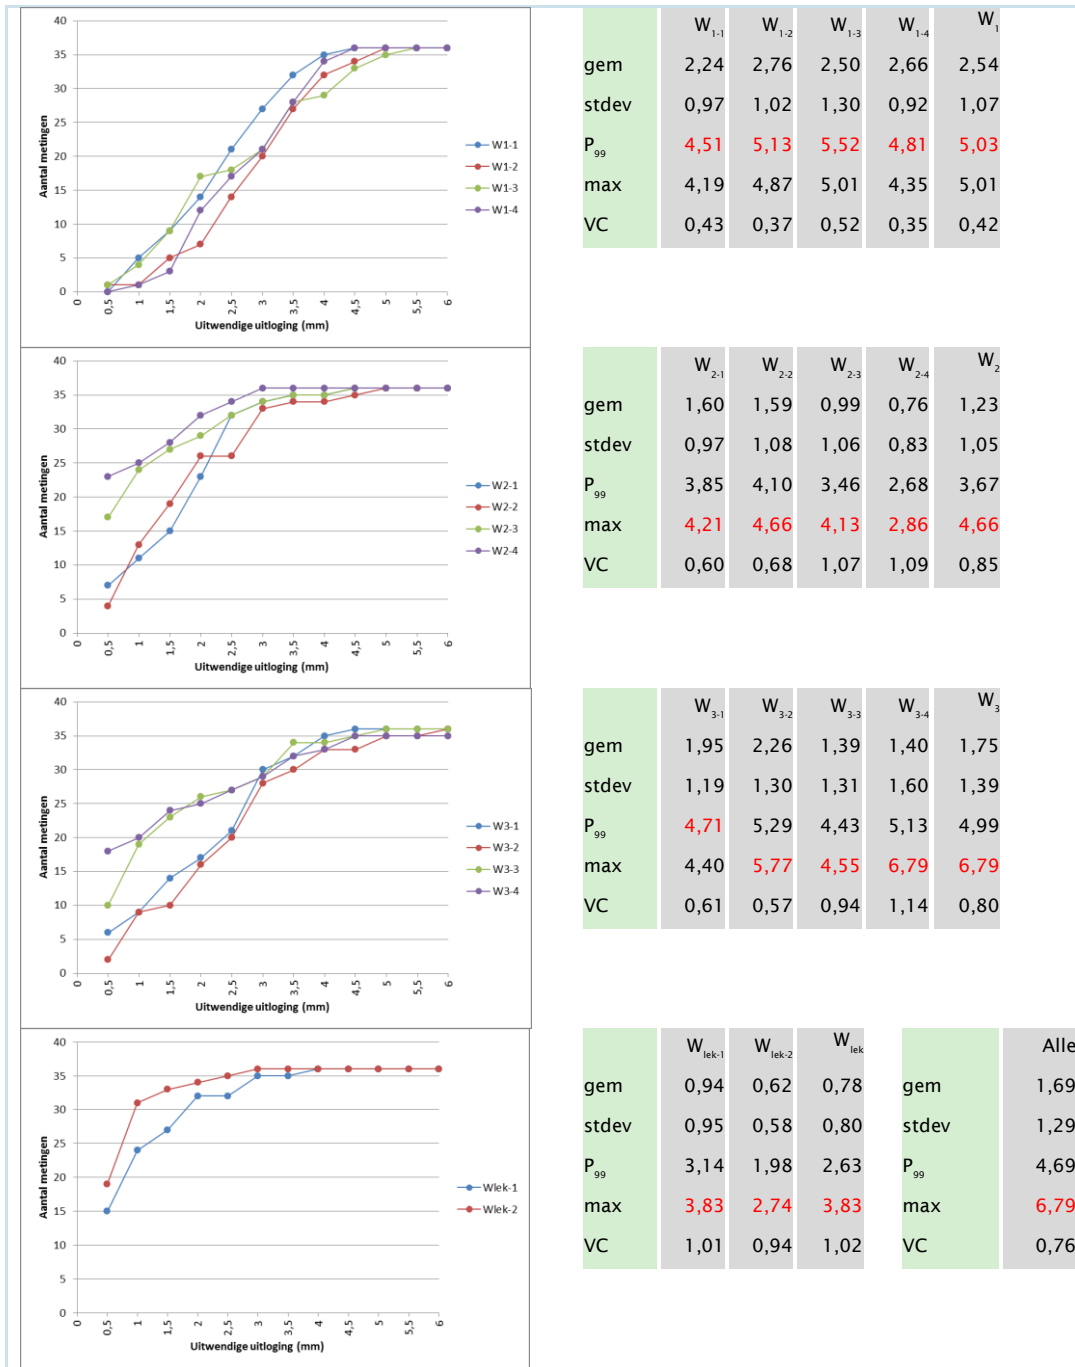 40
35
30
25
20
15
10
5
0
Aantal metingen
0 0,5 1 1,5 2 2,5 3 3,5 4 4,5 5 5,5 6
Uitwendige uitloging (mm)
W1-1
W1-2
W1-3
W1-4
W1-1 W1-2 W1-3 W1-4 W1
gem 2,24 2,76 2,50 2,66 2,54
stdev 0,97 1,02 1,30 0,92 1,07
P99 4,51 5,13 5,52 4,81 5,03
max 4,19 4,87 5,01 4,35 5,01
VC 0,43 0,37 0,52 0,35 0,42
40
35
30
25
20
15
10
5
0
Aantal metingen
0 0,5 1 1,5 2 2,5 3 3,5 4 4,5 5 5,5 6
Uitwendige uitloging (mm)
W2-1
W2-2
W2-3
W2-4
W2-1 W2-2 W2-3 W2-4 W2
gem 1,60 1,59 0,99 0,76 1,23
stdev 0,97 1,08 1,06 0,83 1,05
P99 3,85 4,10 3,46 2,68 3,67
max 4,21 4,66 4,13 2,86 4,66
VC 0,60 0,68 1,07 1,09 0,85
40
35
30
25
20
15
10
5
0
Aantal metingen
0 0,5 1 1,5 2 2,5 3 3,5 4 4,5 5 5,5 6
Uitwendige uitloging (mm)
W3-1
W3-2
W3-3
W3-4
W3-1 W3-2 W3-3 W3-4 W3
gem 1,95 2,26 1,39 1,40 1,75
stdev 1,19 1,30 1,31 1,60 1,39
P99 4,71 5,29 4,43 5,13 4,99
max 4,40 5,77 4,55 6,79 6,79
VC 0,61 0,57 0,94 1,14 0,80
40
35
30
25
20
15
10
5
0
Aantal metingen
0 0,5 1 1,5 2 2,5 3 3,5 4 4,5 5 5,5 6
Uitwendige uitloging (mm)
Wlek-1
Wlek-2
Wlek-1 Wlek-2 Wlek
gem 0,94 0,62 0,78
stdev 0,95 0,58 0,80
P99 3,14 1,98 2,63
max 3,83 2,74 3,83
VC 1,01 0,94 1,02
Alle
gem 1,69
stdev 1,29
P99 4,69
max 6,79
VC 0,76